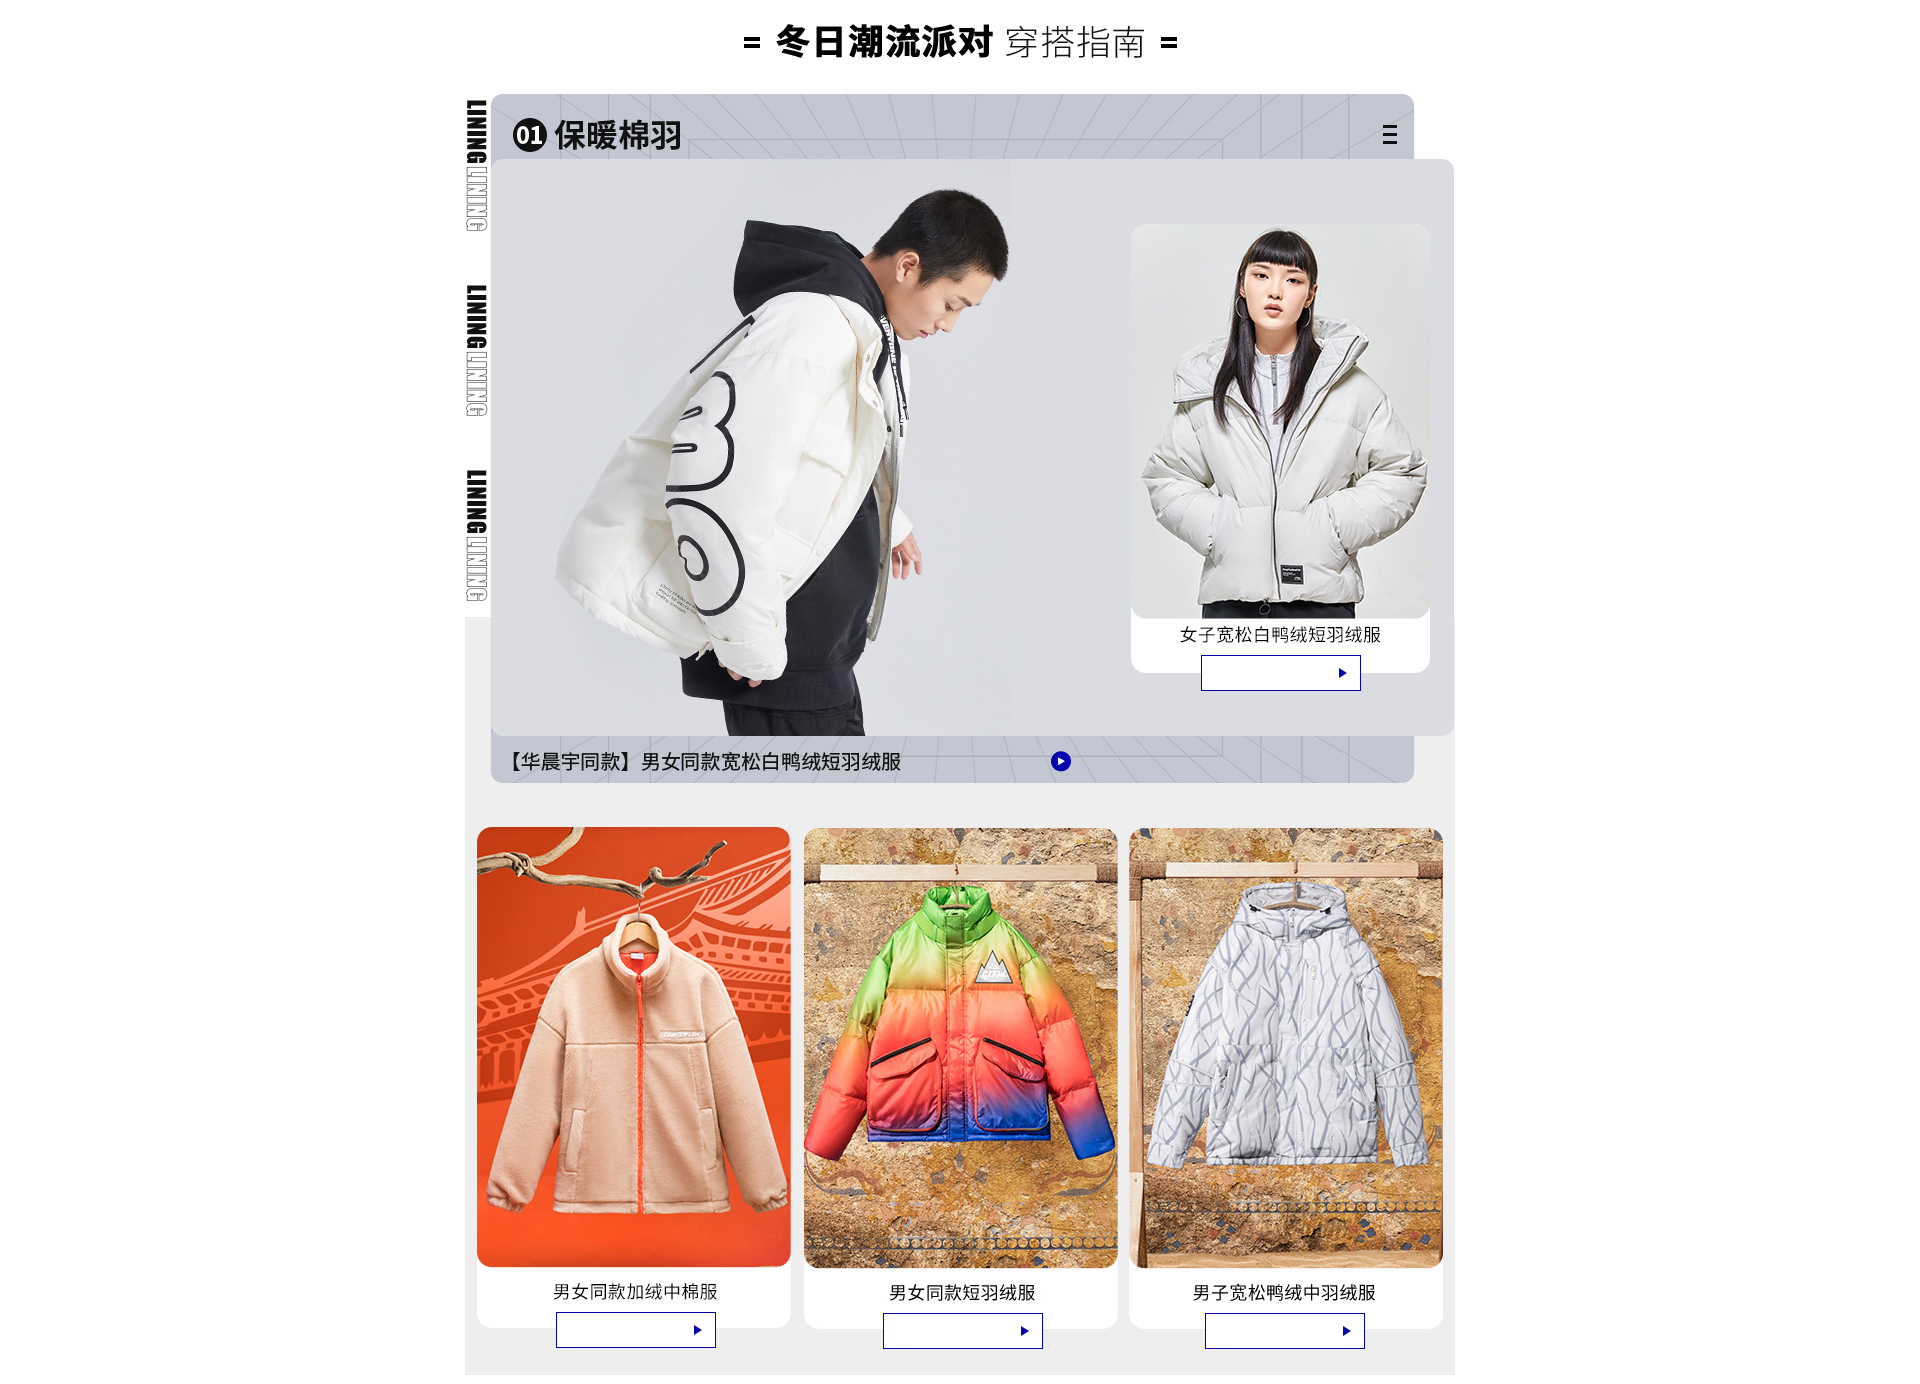 = 冬日潮流派对 穿搭指南 =
LINING LINING
LINING LINING
LINING LINING
01 保暖棉羽
女子宽松白鸭绒短羽绒服
【华晨宇同款】男女同款宽松白鸭绒短羽绒服
男女同款加绒中棉服
男女同款短羽绒服
男子宽松鸭绒中羽绒服